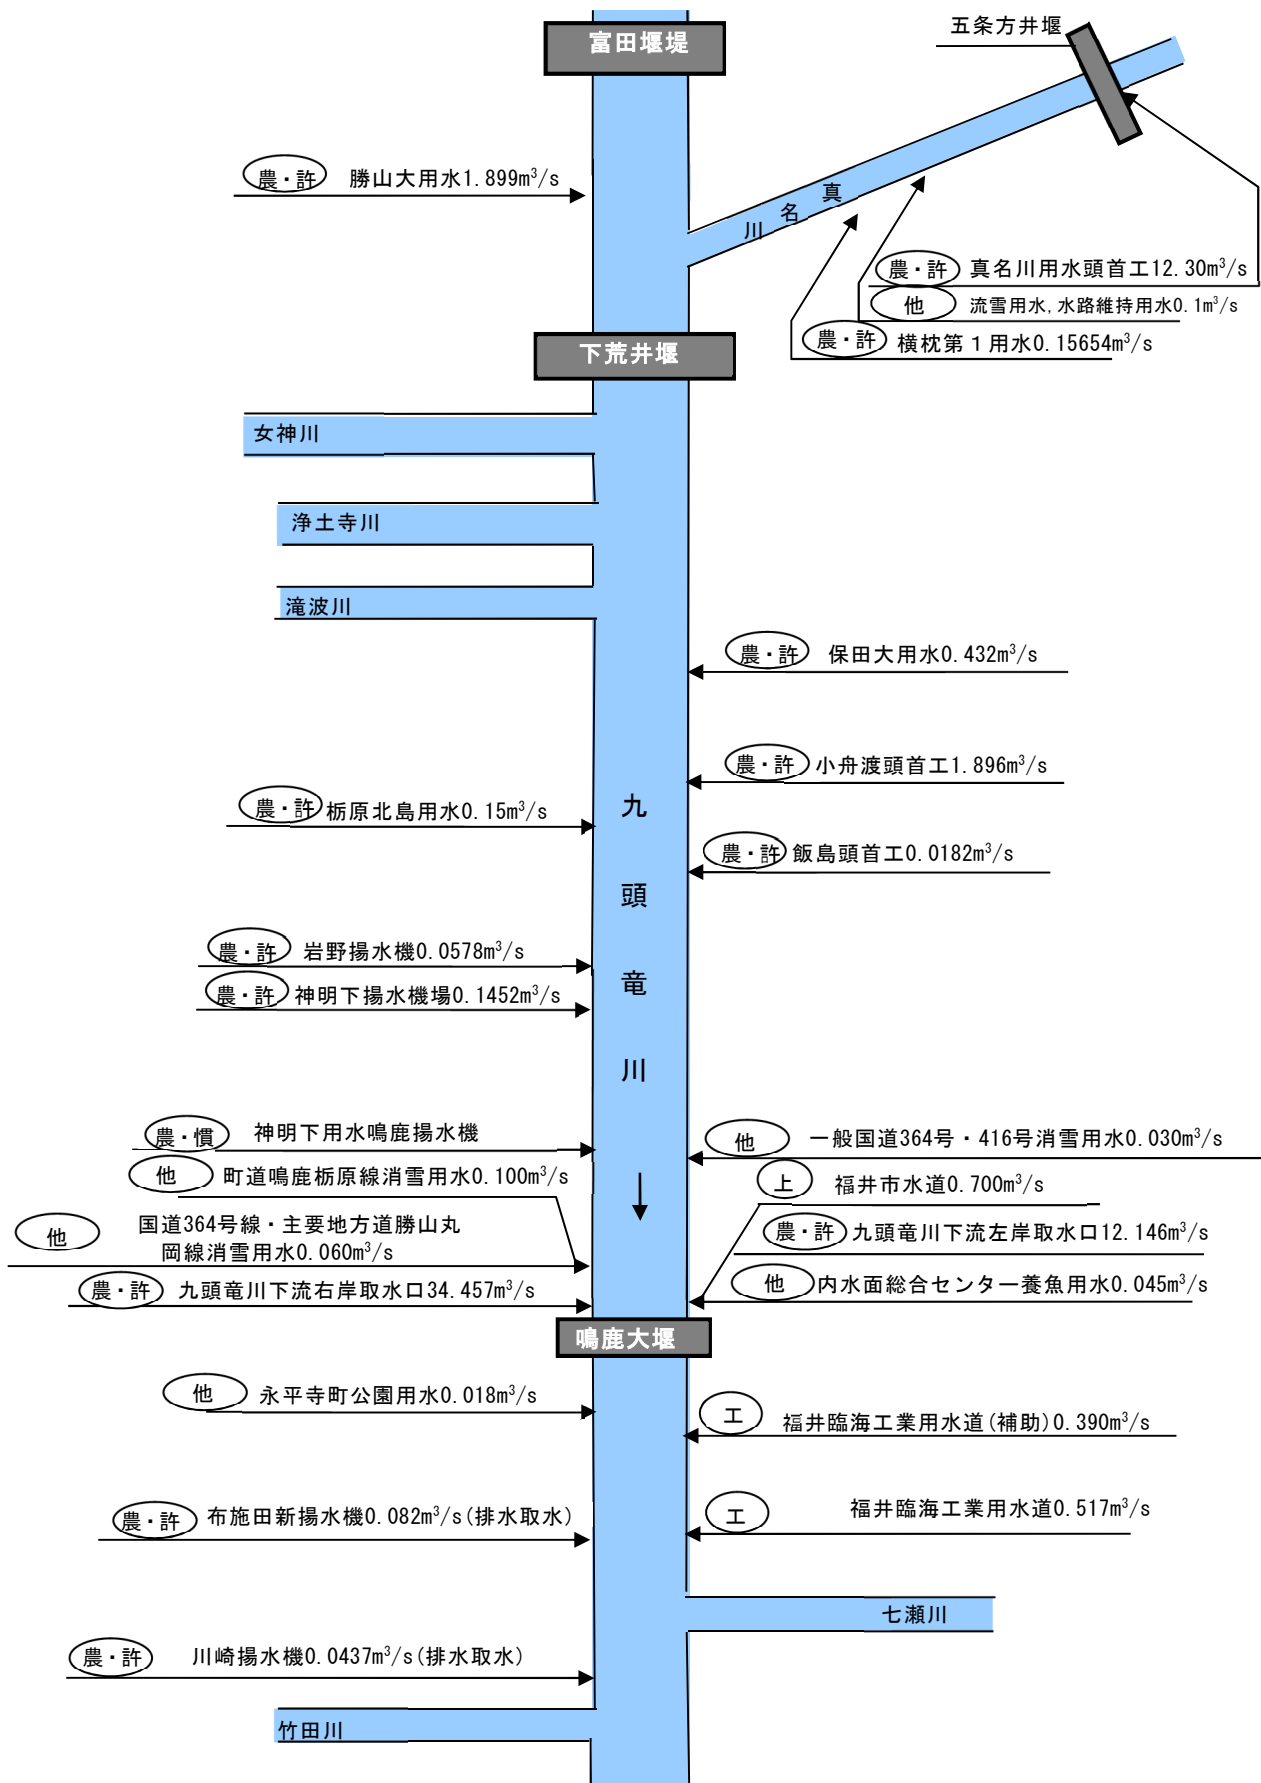 富田堰堤
五条方井堰
農・許 勝山大用水1.899m³/s
真名川
農・許 真名川用水頭首工12.30m³/s
他 流雪用水,水路維持用水0.1m³/s
農・許 横枕第1用水0.15654m³/s
下荒井堰
女神川
浄土寺川
滝波川
農・許 保田大用水0.432m³/s
農・許 小舟渡頭首工1.896m³/s
農・許 栃原北島用水0.15m³/s
農・許 飯島頭首工0.0182m³/s
九頭竜川
農・許 岩野揚水機0.0578m³/s
農・許 神明下揚水機場0.1452m³/s
農・慣 神明下用水鳴鹿揚水機
他 一般国道364号・416号消雪用水0.030m³/s
他 町道鳴鹿栃原線消雪用水0.100m³/s
上 福井市水道0.700m³/s
他 国道364号線・主要地方道勝山丸
岡線消雪用水0.060m³/s
農・許 九頭竜川下流左岸取水口12.146m³/s
農・許 九頭竜川下流右岸取水口34.457m³/s
他 内水面総合センター養魚用水0.045m³/s
鳴鹿大堰
他 永平寺町公園用水0.018m³/s
工 福井臨海工業用水道(補助)0.390m³/s
農・許 布施田新揚水機0.082m³/s(排水取水)
工 福井臨海工業用水道0.517m³/s
七瀬川
農・許 川崎揚水機0.0437m³/s(排水取水)
竹田川